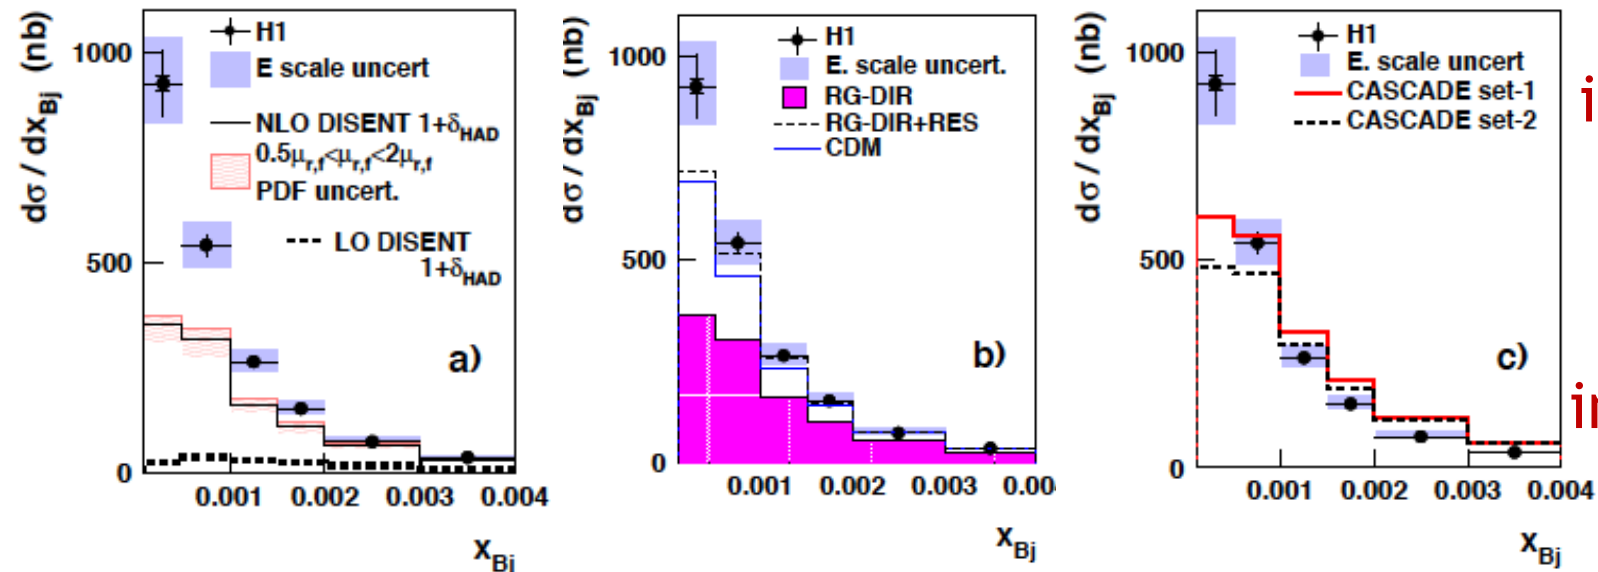 dσ / dx_Bj (nb)
1000
500
0
H1
E scale uncert
NLO DISENT 1+δ_HAD
0.5μ_r,f<μ_r,f<2μ_r,f
PDF uncert.
LO DISENT
1+δ_HAD
a)
0.001 0.002 0.003 0.004
x_Bj
dσ / dx_Bj (nb)
1000
500
0
H1
E. scale uncert.
RG-DIR
RG-DIR+RES
CDM
b)
0.001 0.002 0.003 0.00
x_Bj
dσ / dx_Bj (nb)
1000
500
0
H1
E. scale uncert
CASCADE set-1
CASCADE set-2
c)
0.001 0.002 0.003 0.004
x_Bj
i